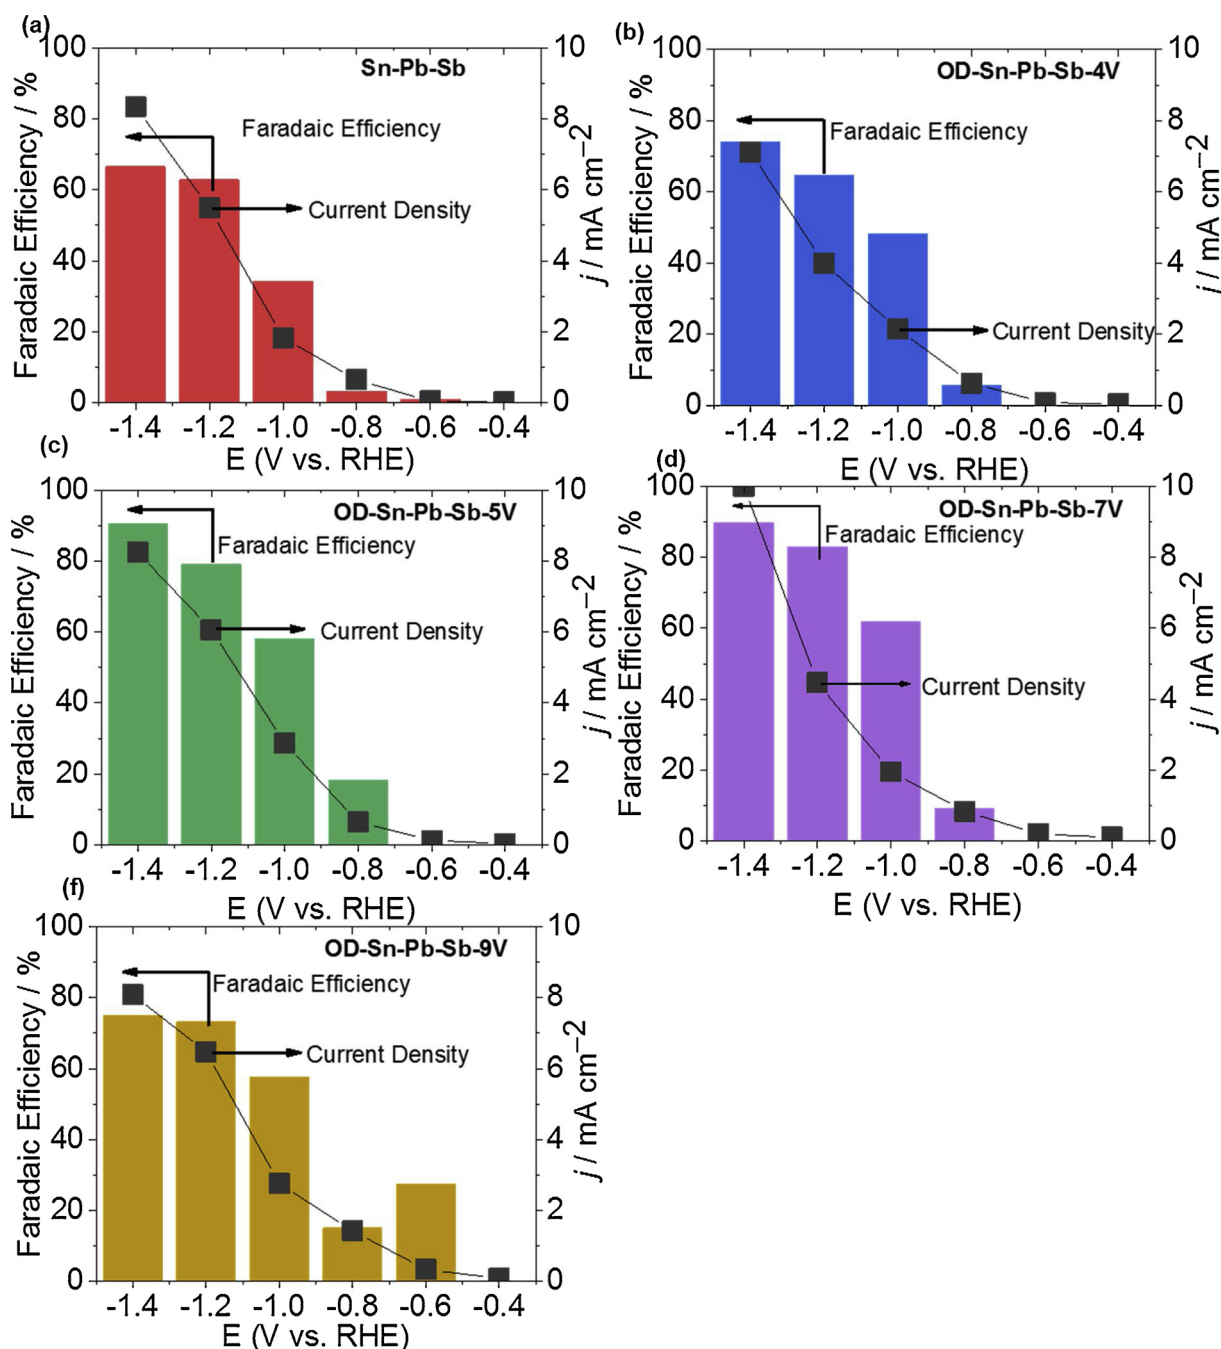 (a)
Sn-Pb-Sb
Faradaic Efficiency
Current Density
Faradaic Efficiency / %
100
80
60
40
20
0
10
8
6
4
2
0
j / mA cm−2
-1.4 -1.2 -1.0 -0.8 -0.6 -0.4
E (V vs. RHE)
(b)
OD-Sn-Pb-Sb-4V
Faradaic Efficiency
Current Density
Faradaic Efficiency / %
100
80
60
40
20
0
10
8
6
4
2
0
j / mA cm−2
-1.4 -1.2 -1.0 -0.8 -0.6 -0.4
E (V vs. RHE)
(c)
OD-Sn-Pb-Sb-5V
Faradaic Efficiency
Current Density
Faradaic Efficiency / %
100
80
60
40
20
0
10
8
6
4
2
0
j / mA cm−2
-1.4 -1.2 -1.0 -0.8 -0.6 -0.4
E (V vs. RHE)
(d)
OD-Sn-Pb-Sb-7V
Faradaic Efficiency
Current Density
Faradaic Efficiency / %
100
80
60
40
20
0
10
8
6
4
2
0
j / mA cm−2
-1.4 -1.2 -1.0 -0.8 -0.6 -0.4
E (V vs. RHE)
(f)
OD-Sn-Pb-Sb-9V
Faradaic Efficiency
Current Density
Faradaic Efficiency / %
100
80
60
40
20
0
10
8
6
4
2
0
j / mA cm−2
-1.4 -1.2 -1.0 -0.8 -0.6 -0.4
E (V vs. RHE)